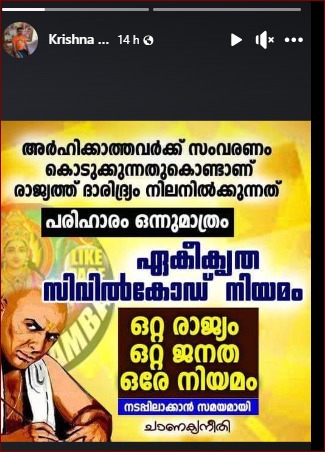 Krishna ... 14 h
അർഹിക്കാത്തവർക്ക് സംവരണം
കൊടുക്കുന്നതുകൊണ്ടാണ്
രാജ്യത്ത് ദാരിദ്ര്യം നിലനിൽക്കുന്നത്
പരിഹാരം ഒന്നുമാത്രം
ഏകീകൃത
സിവിൽകോഡ് നിയമം
LIKE
ഒറ്റ രാജ്യം
ഒറ്റ ജനത
ഒരേ നിയമം
നടപ്പിലാക്കാൻ സമയമായി
ചാണക്യനീതി